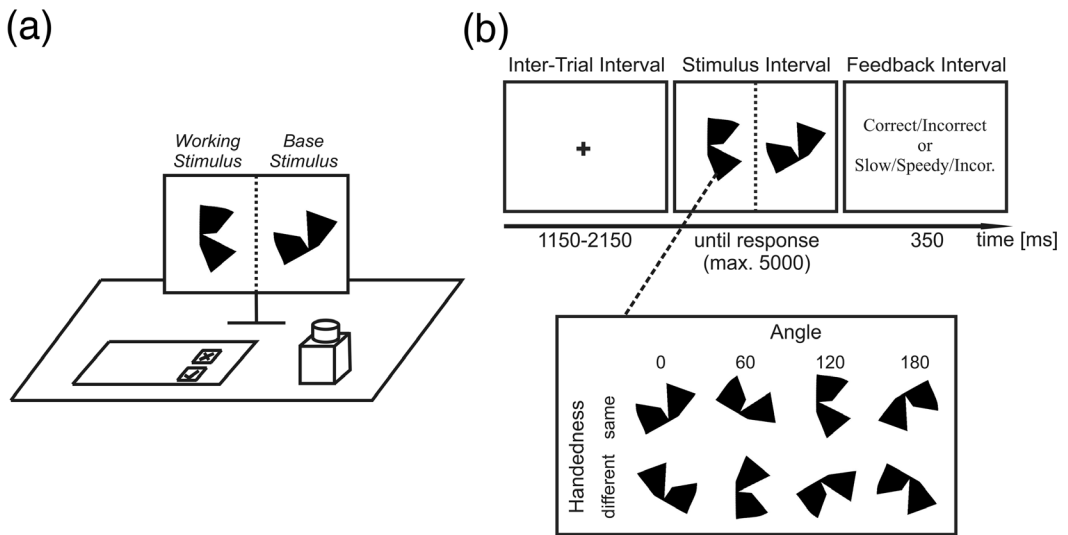 (a)
Working
Stimulus
Base
Stimulus
(b)
Inter-Trial Interval
Stimulus Interval
Feedback Interval
+
Correct/Incorrect
or
Slow/Speedy/Incor.
1150-2150
until response
(max. 5000)
350
time [ms]
Angle
0
60
120
180
Handedness
same
different